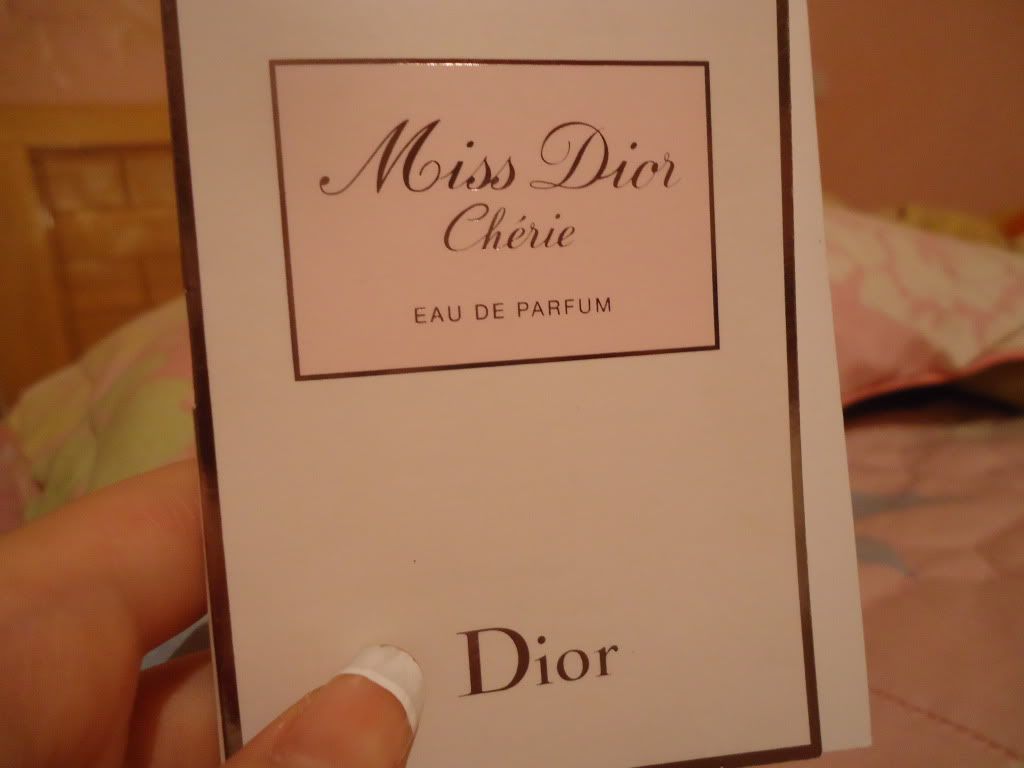 Miss Dior
Chérie
EAU DE PARFUM
Dior